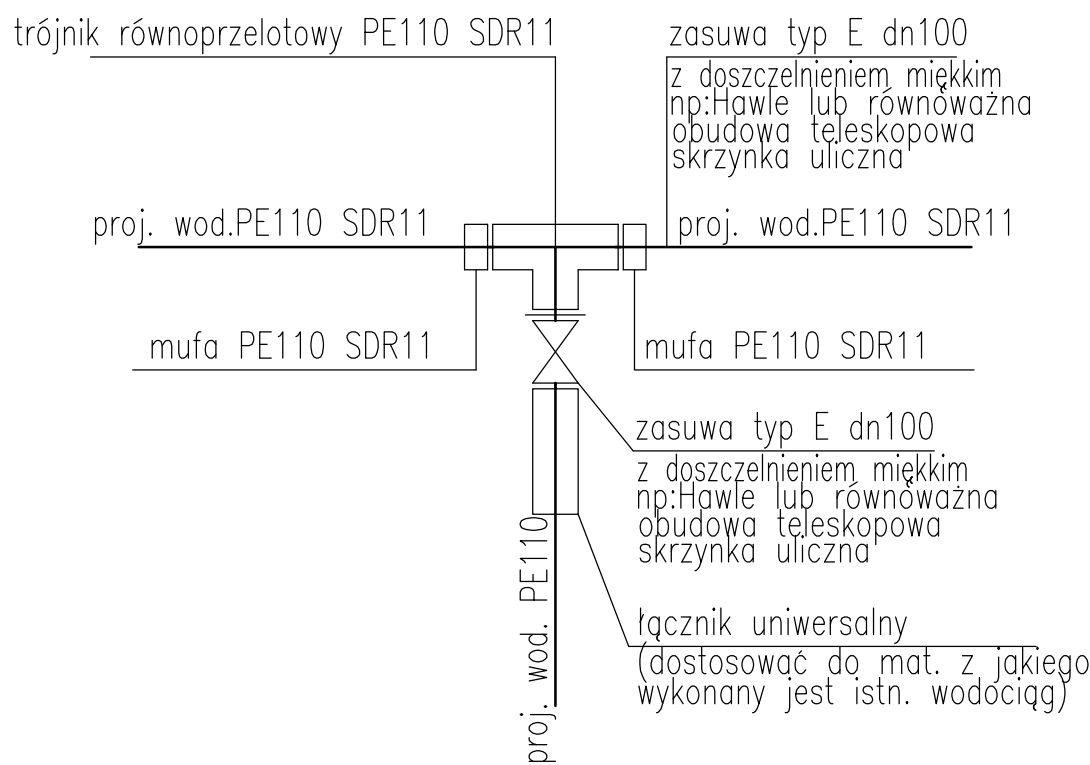 trójnik równoprzelotowy PE110 SDR11
zasuwa typ E dn100
z doszczelnieniem miękkim
np:Hawle lub równoważna
obudowa teleskopowa
skrzynka uliczna
proj. wod.PE110 SDR11
proj. wod.PE110 SDR11
mufa PE110 SDR11
mufa PE110 SDR11
zasuwa typ E dn100
z doszczelnieniem miękkim
np:Hawle lub równoważna
obudowa teleskopowa
skrzynka uliczna
proj. wod. PE110
łącznik uniwersalny
(dostosować do mat. z jakiego
wykonany jest istn. wodociąg)